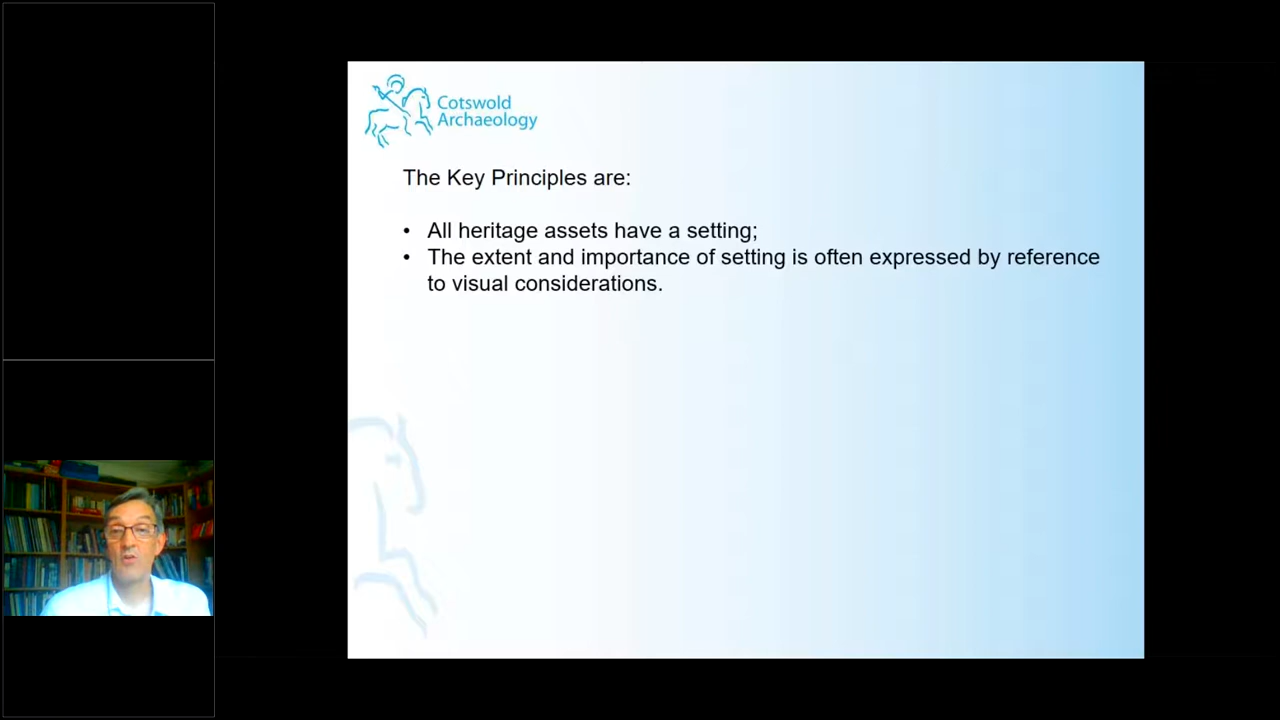 Cotswold
Archaeology
The Key Principles are:
• All heritage assets have a setting;
• The extent and importance of setting is often expressed by reference
to visual considerations.